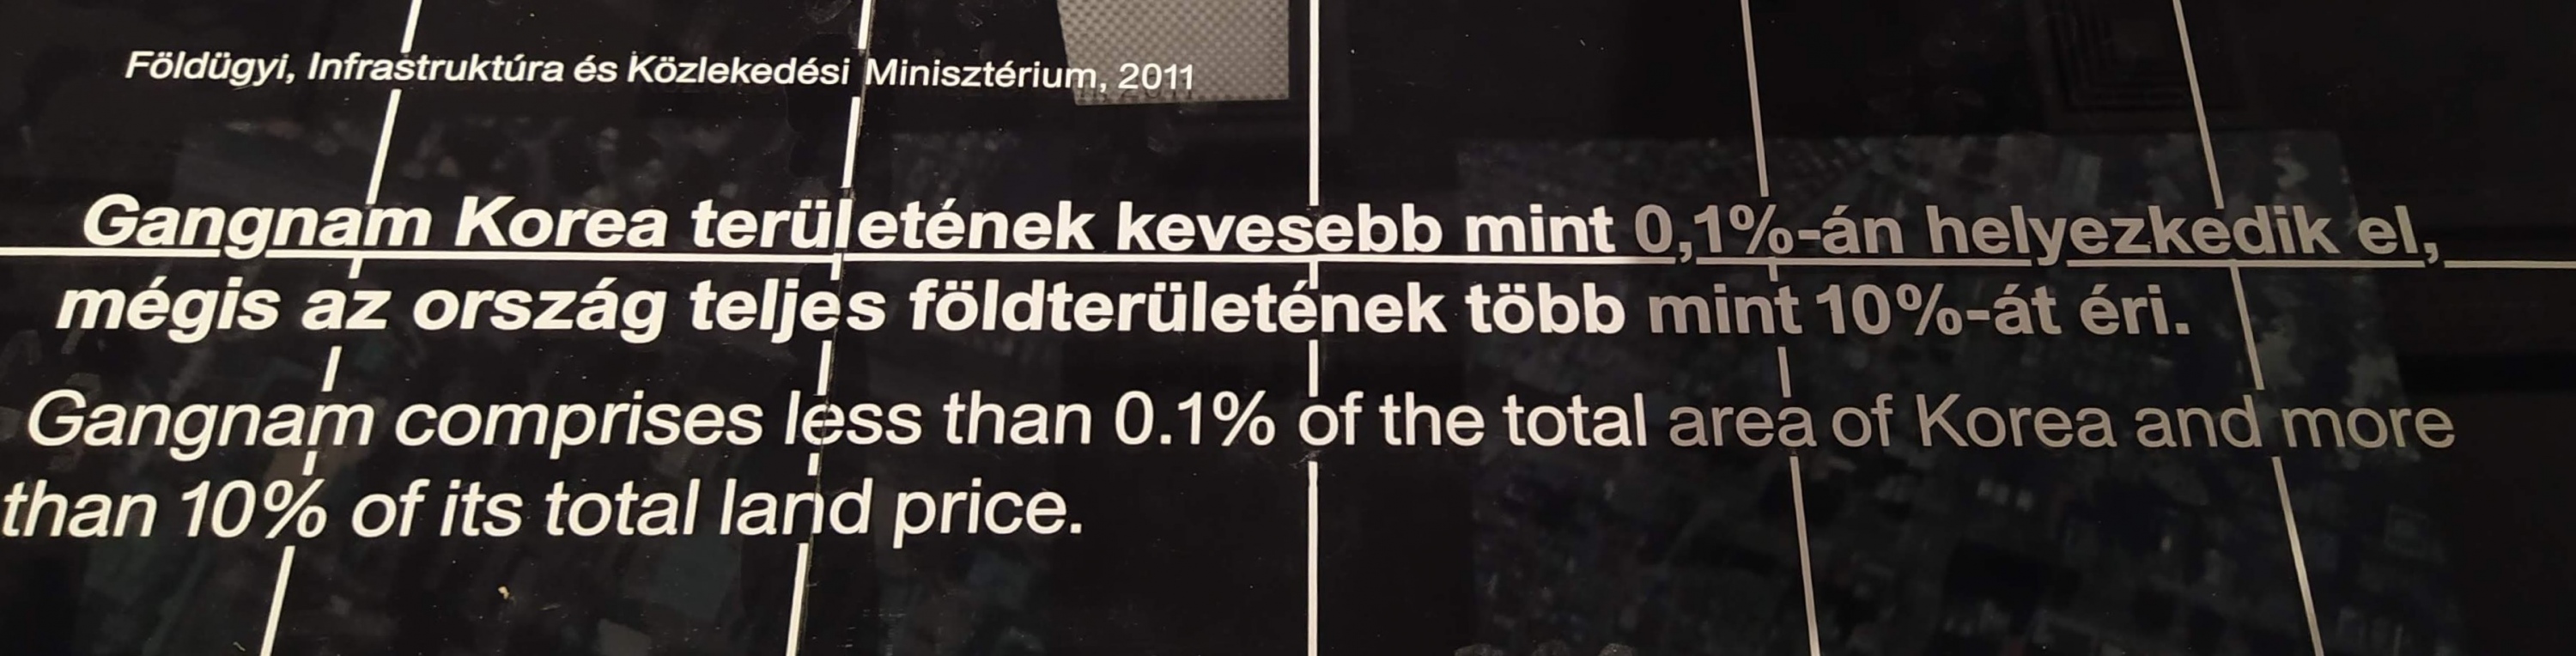 Földügyi, Infrastruktúra és Közlekedési Minisztérium, 2011
Gangnam Korea területének kevesebb mint 0,1%-án helyezkedik el,
mégis az ország teljes földterületének több mint 10%-át éri.
Gangnam comprises less than 0.1% of the total area of Korea and more
than 10% of its total land price.